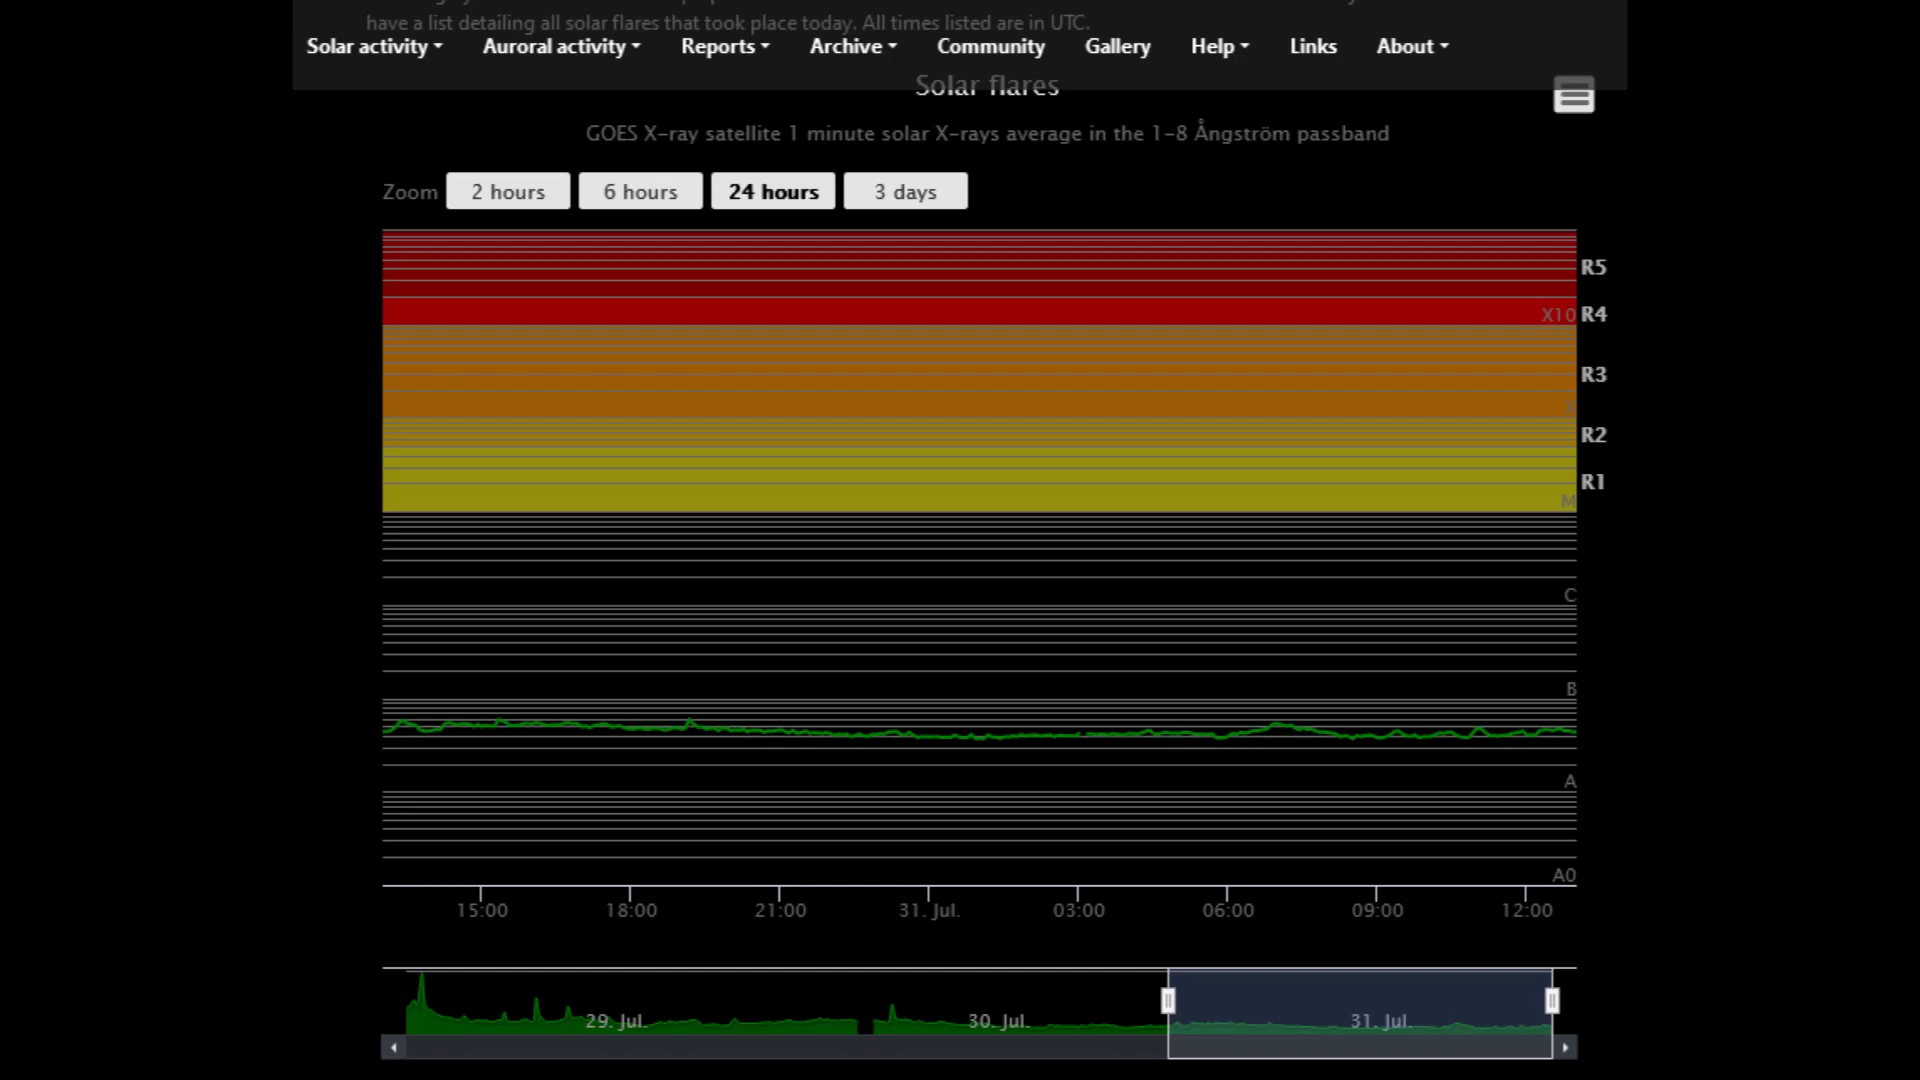 have a list detailing all solar flares that took place today. All times listed are in UTC.
Solar activity Auroral activity Reports Archive Community Gallery Help Links About
Solar flares
GOES X-ray satellite 1 minute solar X-rays average in the 1-8 Ångström passband
Zoom 2 hours 6 hours 24 hours 3 days
R5
X10 R4
R3
R2
R1
M
C
B
A
A0
15:00 18:00 21:00 31. Jul. 03:00 06:00 09:00 12:00
29. Jul. 30. Jul. 31. Jul.